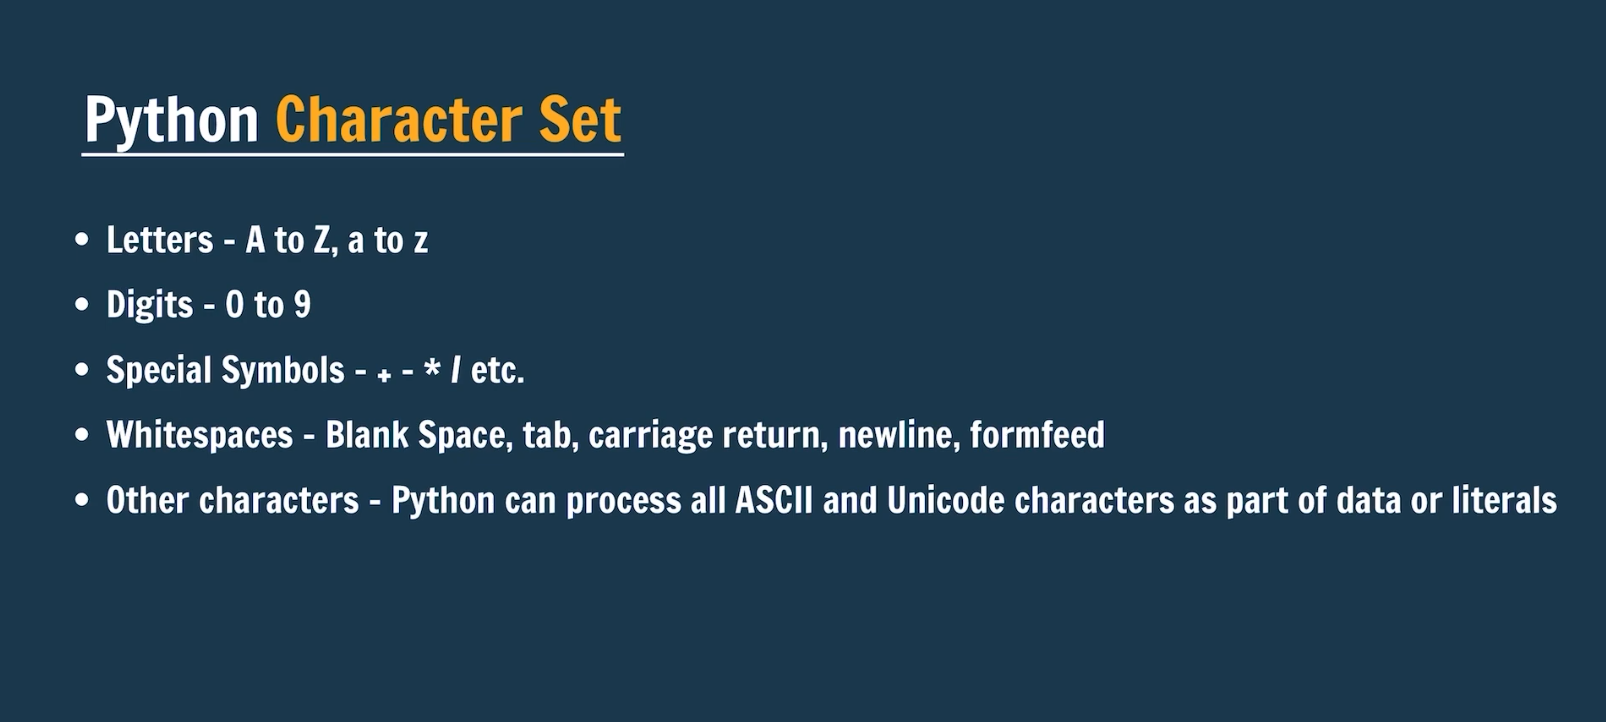 Python Character Set
• Letters - A to Z, a to z
• Digits - 0 to 9
• Special Symbols - + - * / etc.
• Whitespaces - Blank Space, tab, carriage return, newline, formfeed
• Other characters - Python can process all ASCII and Unicode characters as part of data or literals